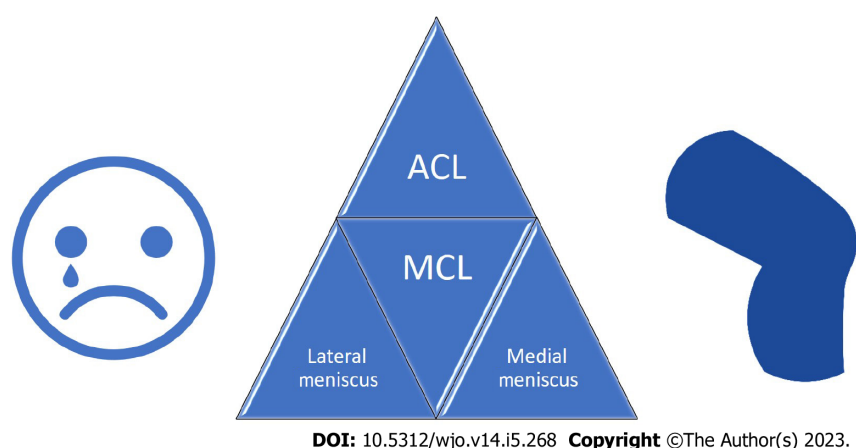 ACL
MCL
Lateral
meniscus
Medial
meniscus
DOI: 10.5312/wjo.v14.i5.268 Copyright ©The Author(s) 2023.